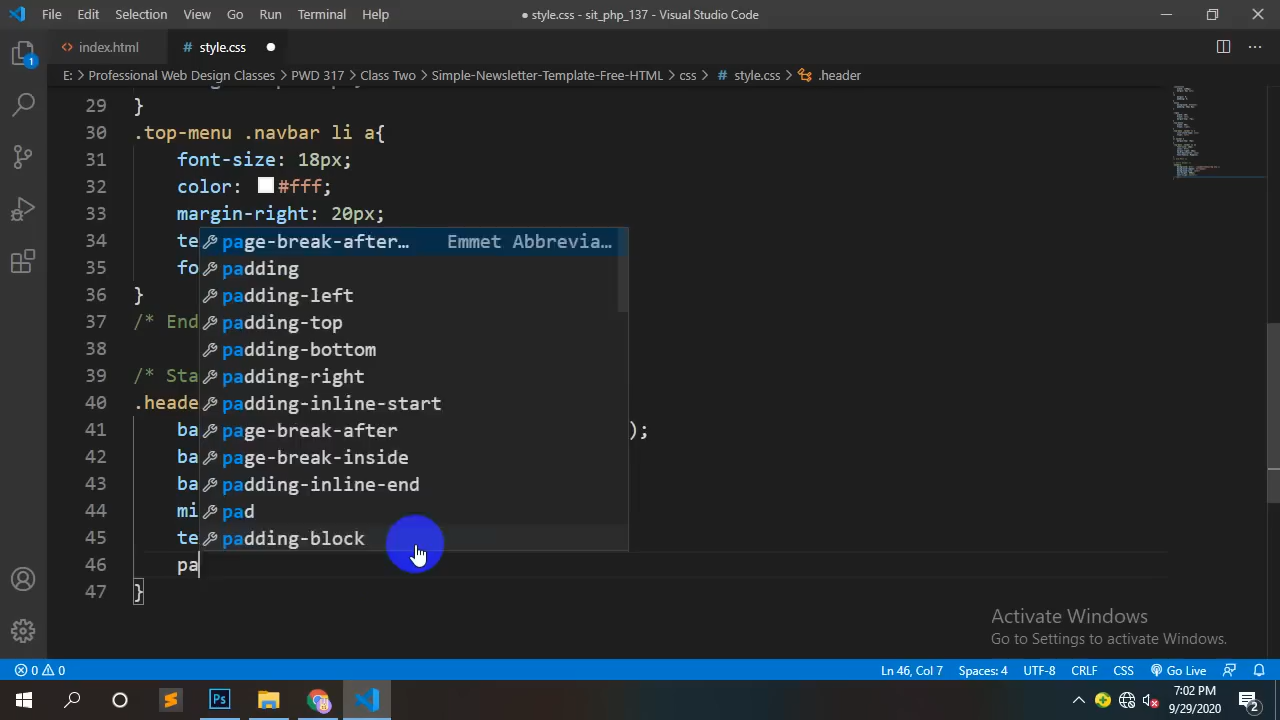 File Edit Selection View Go Run Terminal Help
● style.css - sit_php_137 - Visual Studio Code
<> index.html
# style.css ●
E: > Professional Web Design Classes > PWD 317 > Class Two > Simple-Newsletter-Template-Free-HTML > css > # style.css > .header
29 }
30 .top-menu .navbar li a{
31 font-size: 18px;
32 color: #fff;
33 margin-right: 20px;
34 te
35 fo
36 }
37 /* End
38
39 /* Sta
40 .heade
41 ba );
42 ba
43 ba
44 mi
45 te
46 pa
47 }
page-break-after… Emmet Abbrevia…
padding
padding-left
padding-top
padding-bottom
padding-right
padding-inline-start
page-break-after
page-break-inside
padding-inline-end
pad
padding-block
1
Activate Windows
Go to Settings to activate Windows.
0 0
Ln 46, Col 7 Spaces: 4 UTF-8 CRLF CSS Go Live
Ps
7:02 PM
9/29/2020
2